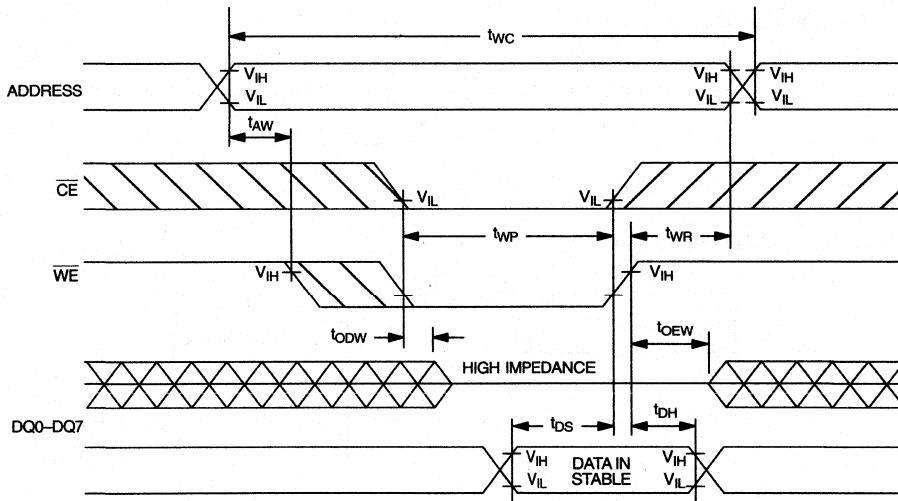 tWC
ADDRESS
VIH VIH VIH
VIL VIL VIL
tAW
CE VIL VIL
tWP tWR
WE VIH VIH
tODW tOEW
HIGH IMPEDANCE
DQ0–DQ7
tDS tDH
VIH DATA IN VIH
VIL STABLE VIL